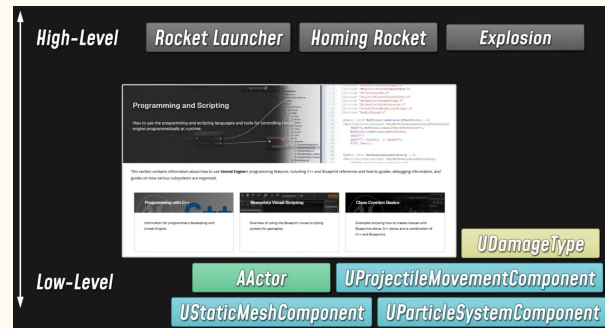 High-Level
Rocket Launcher
Homing Rocket
Explosion
Programming and Scripting
How to use the programming and scripting languages and tools for controlling Unreal
engine programmatically at runtime.
This section contains information about how to use Unreal Engine's programming features, including C++ and Blueprint references and how-to guides, debugging information, and
guides on how various subsystems are organized.
Programming with C++
Blueprints Visual Scripting
Class Creation Basics
Information for programmers developing with
Unreal Engine.
Overview of using the Blueprint visual scripting
system for gameplay.
Examples showing how to create classes with
Blueprints alone, C++ alone, and a combination of
C++ and Blueprints.
UDamageType
Low-Level
AActor
UProjectileMovementComponent
UStaticMeshComponent
UParticleSystemComponent